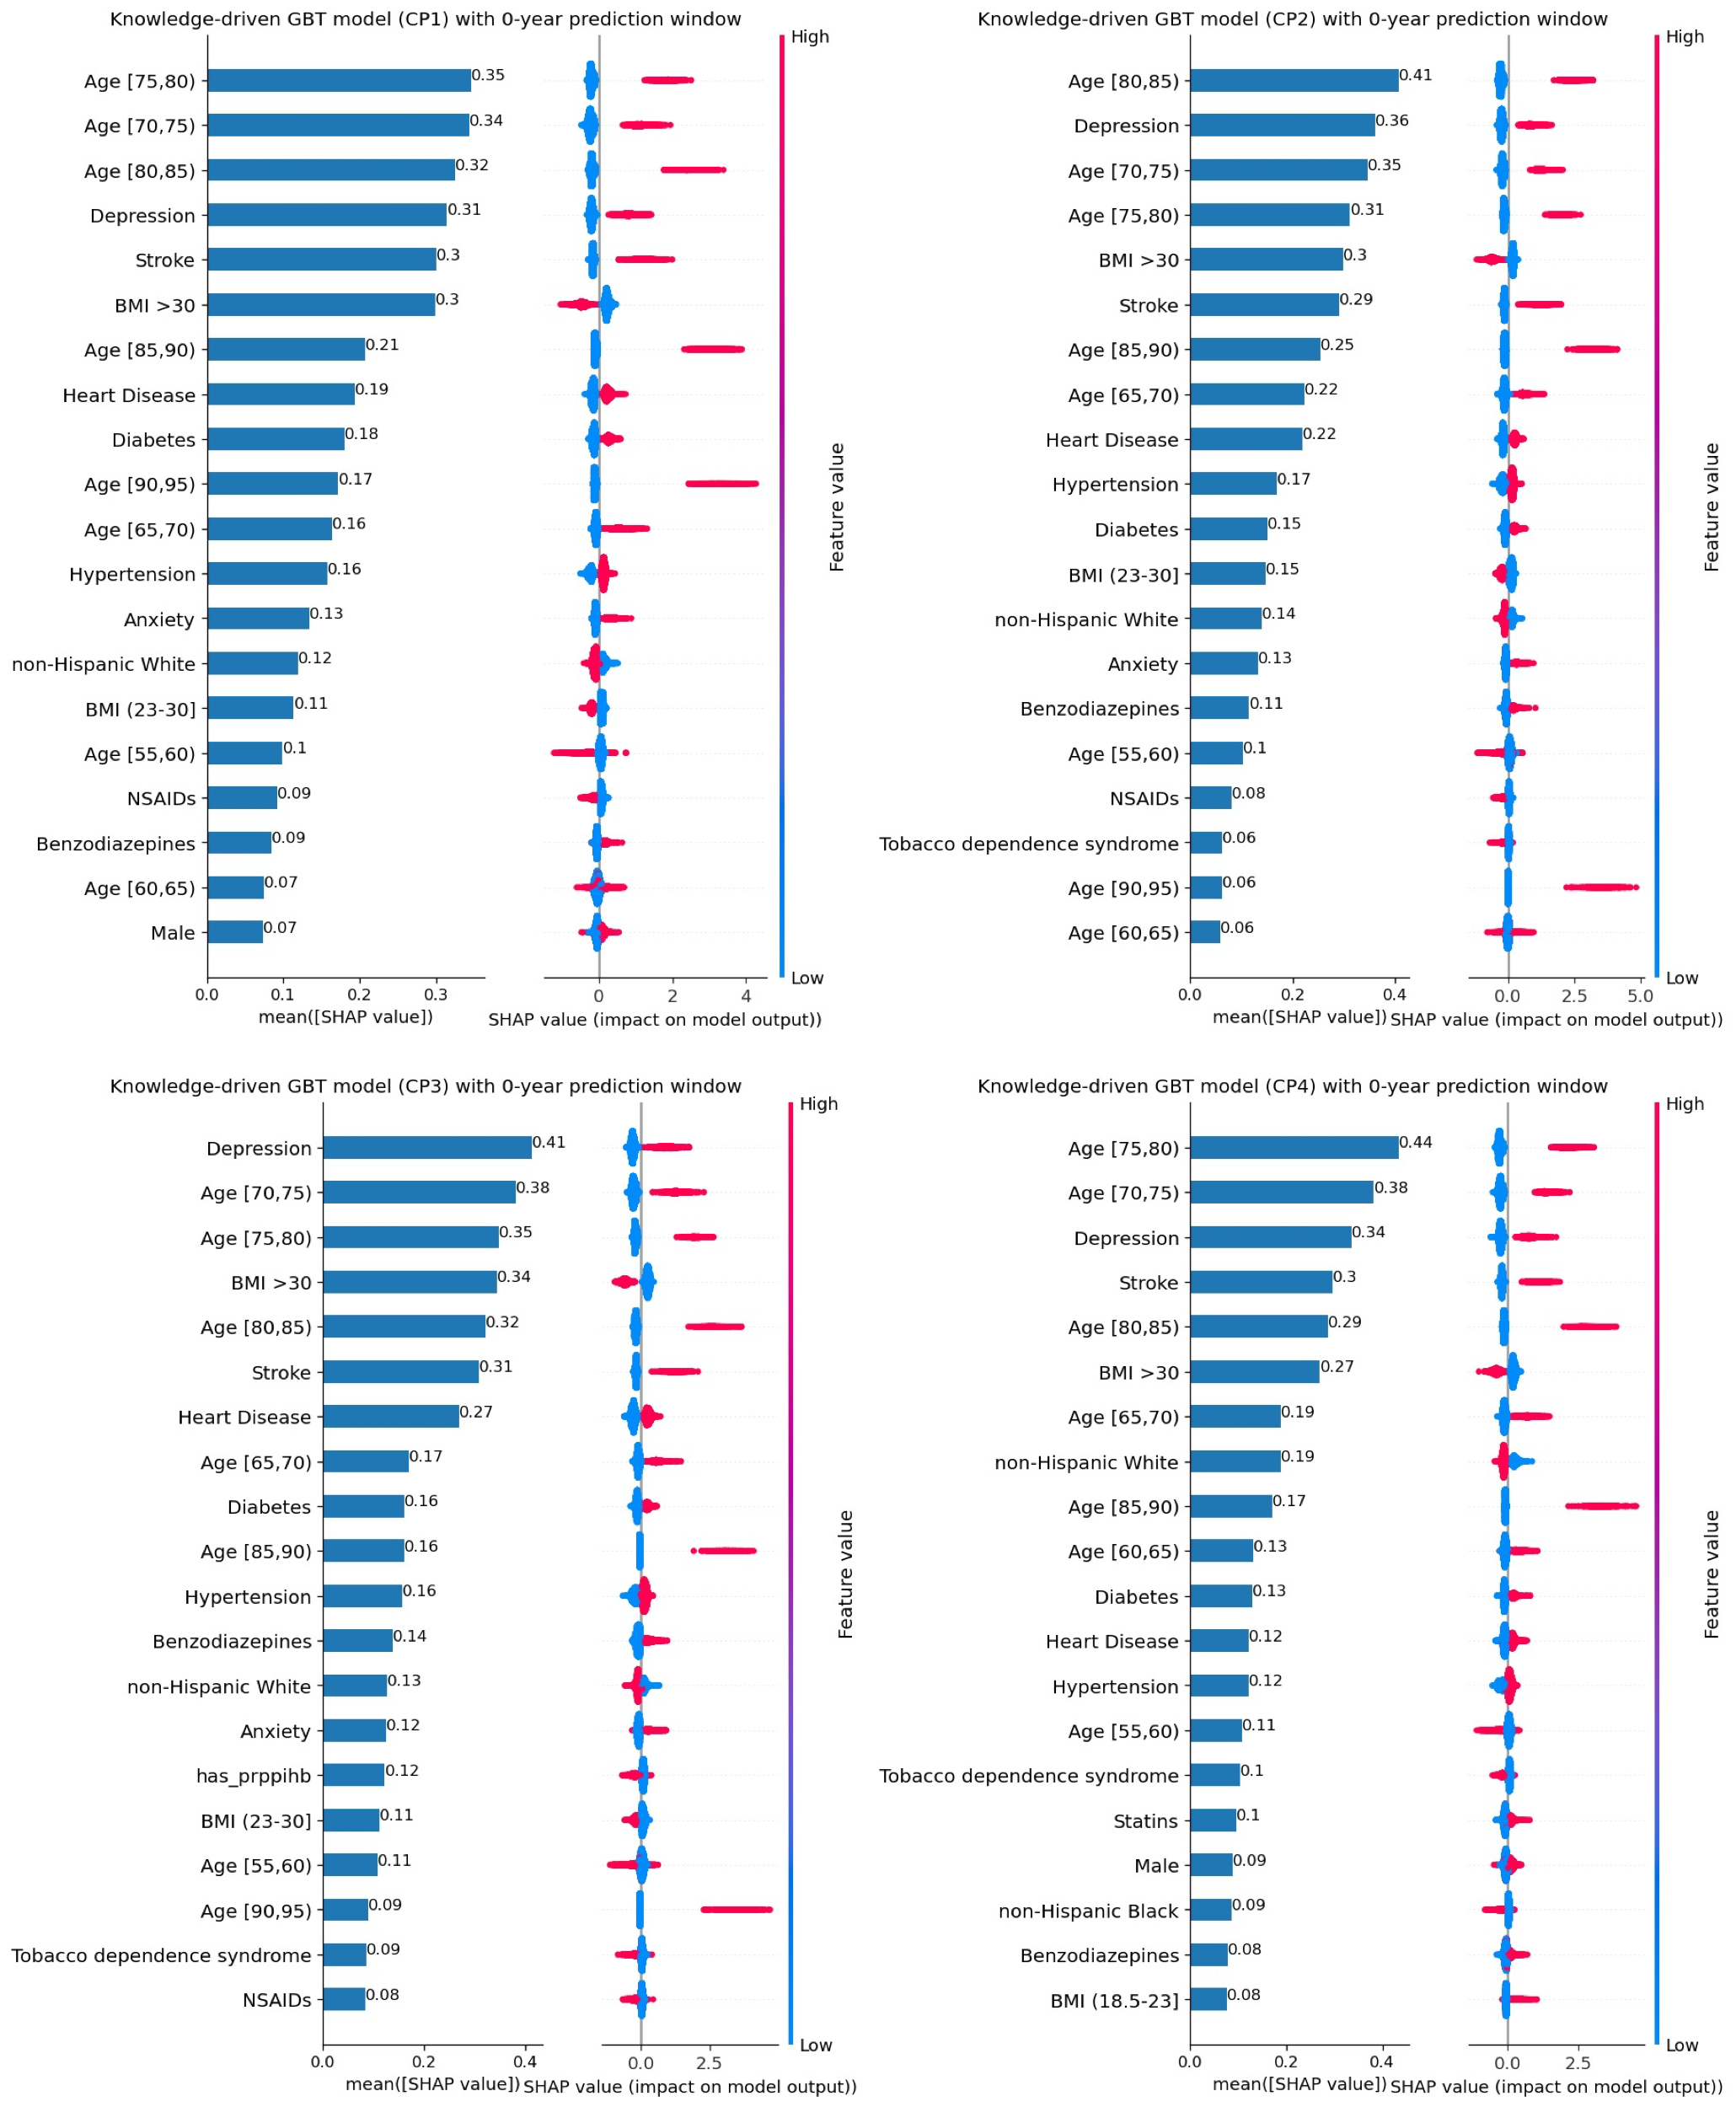 Knowledge-driven GBT model (CP1) with 0-year prediction window
High
Age [75,80) 0.35
Age [70,75) 0.34
Age [80,85) 0.32
Depression 0.31
Stroke 0.3
BMI >30 0.3
Age [85,90) 0.21
Heart Disease 0.19
Diabetes 0.18
Age [90,95) 0.17
Age [65,70) 0.16
Hypertension 0.16
Anxiety 0.13
non-Hispanic White 0.12
BMI (23-30] 0.11
Age [55,60) 0.1
NSAIDs 0.09
Benzodiazepines 0.09
Age [60,65) 0.07
Male 0.07
Feature value
Low
0.0 0.1 0.2 0.3 0 2 4
mean([SHAP value]) SHAP value (impact on model output))
Knowledge-driven GBT model (CP2) with 0-year prediction window
High
Age [80,85) 0.41
Depression 0.36
Age [70,75) 0.35
Age [75,80) 0.31
BMI >30 0.3
Stroke 0.29
Age [85,90) 0.25
Age [65,70) 0.22
Heart Disease 0.22
Hypertension 0.17
Diabetes 0.15
BMI (23-30] 0.15
non-Hispanic White 0.14
Anxiety 0.13
Benzodiazepines 0.11
Age [55,60) 0.1
NSAIDs 0.08
Tobacco dependence syndrome 0.06
Age [90,95) 0.06
Age [60,65) 0.06
Feature value
Low
0.0 0.2 0.4 0.0 2.5 5.0
mean([SHAP value]) SHAP value (impact on model output))
Knowledge-driven GBT model (CP3) with 0-year prediction window
High
Depression 0.41
Age [70,75) 0.38
Age [75,80) 0.35
BMI >30 0.34
Age [80,85) 0.32
Stroke 0.31
Heart Disease 0.27
Age [65,70) 0.17
Diabetes 0.16
Age [85,90) 0.16
Hypertension 0.16
Benzodiazepines 0.14
non-Hispanic White 0.13
Anxiety 0.12
has_prppihb 0.12
BMI (23-30] 0.11
Age [55,60) 0.11
Age [90,95) 0.09
Tobacco dependence syndrome 0.09
NSAIDs 0.08
Feature value
Low
0.0 0.2 0.4 0.0 2.5
mean([SHAP value]) SHAP value (impact on model output))
Knowledge-driven GBT model (CP4) with 0-year prediction window
High
Age [75,80) 0.44
Age [70,75) 0.38
Depression 0.34
Stroke 0.3
Age [80,85) 0.29
BMI >30 0.27
Age [65,70) 0.19
non-Hispanic White 0.19
Age [85,90) 0.17
Age [60,65) 0.13
Diabetes 0.13
Heart Disease 0.12
Hypertension 0.12
Age [55,60) 0.11
Tobacco dependence syndrome 0.1
Statins 0.1
Male 0.09
non-Hispanic Black 0.09
Benzodiazepines 0.08
BMI (18.5-23] 0.08
Feature value
Low
0.0 0.2 0.4 0.0 2.5
mean([SHAP value]) SHAP value (impact on model output))